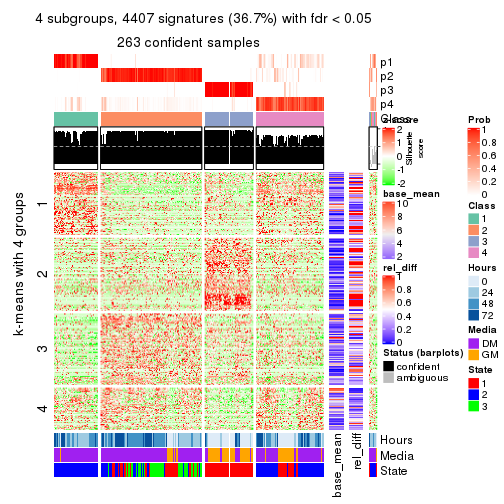 4 subgroups, 4407 signatures (36.7%) with fdr < 0.05
263 confident samples
p1
p2
p3
p4
Class
Silhouette
score
k-means with 4 groups
1
2
3
4
Hours
Media
State
base_mean
rel_diff
Z-score
2
1
0
-1
-2
base_mean
10
8
6
4
2
rel_diff
1
0.8
0.6
0.4
0.2
0
Status (barplots)
confident
ambiguous
Prob
1
0.8
0.6
0.4
0.2
0
Class
1
2
3
4
Hours
0
24
48
72
Media
DM
GM
State
1
2
3